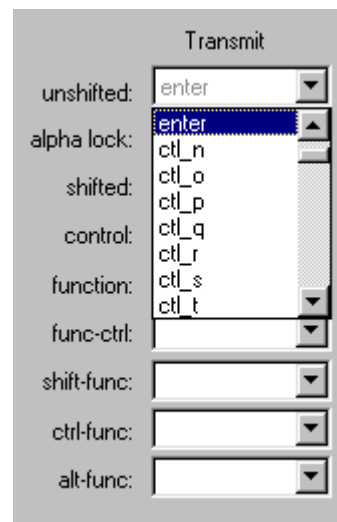 Transmit
unshifted: enter
enter
alpha lock: ctl_n
ctl_o
shifted: ctl_p
control: ctl_q
ctl_r
function: ctl_s
ctl_t
func-ctrl:
shift-func:
ctrl-func:
alt-func: